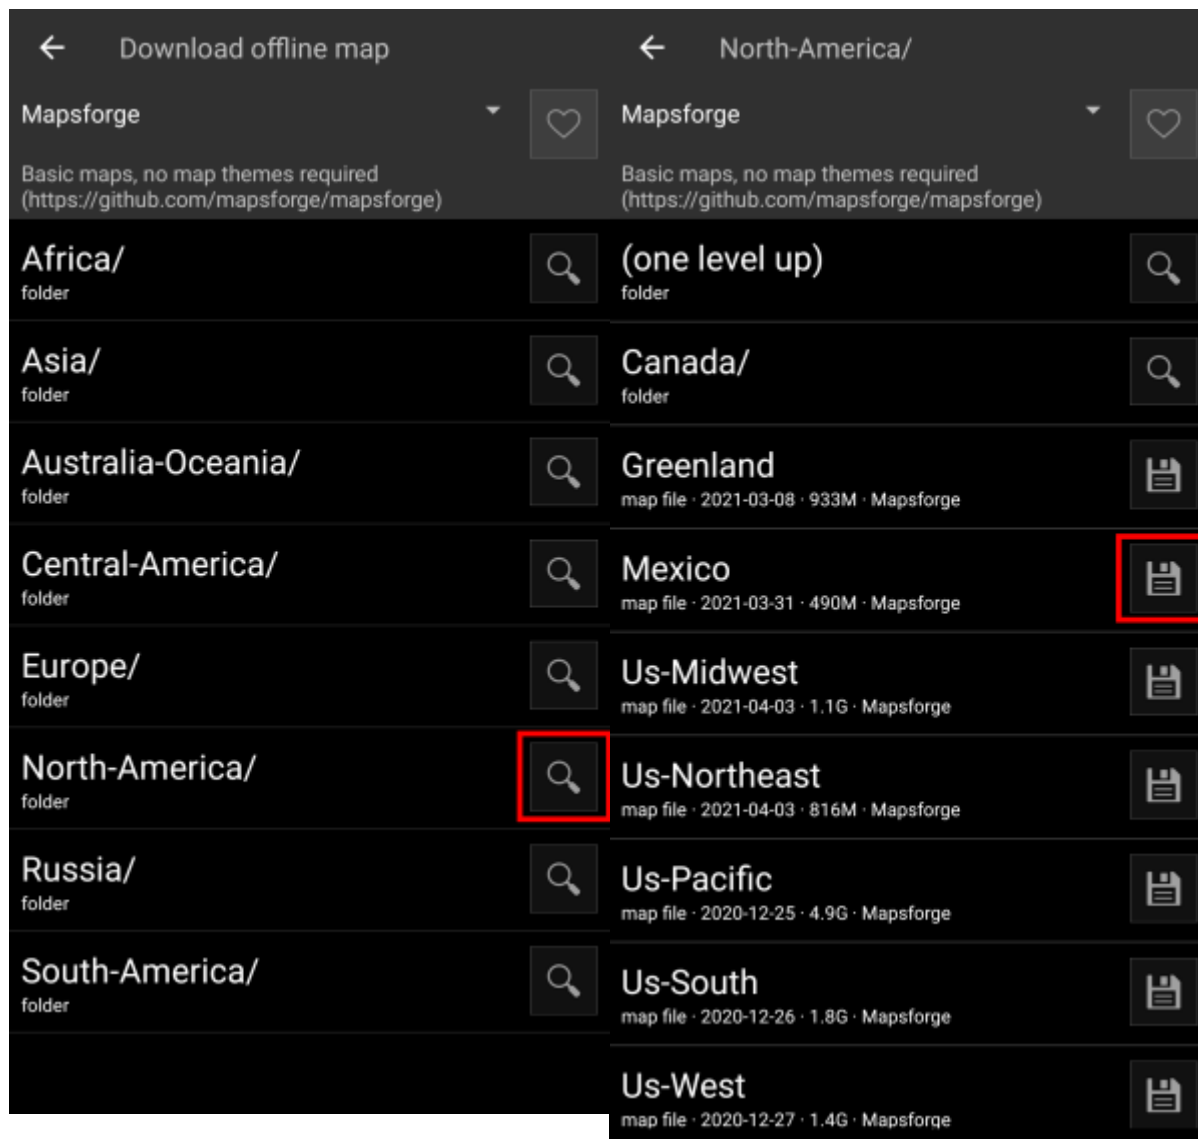 Download offline map
Mapsforge
Basic maps, no map themes required
(https://github.com/mapsforge/mapsforge)
Africa/
folder
Asia/
folder
Australia-Oceania/
folder
Central-America/
folder
Europe/
folder
North-America/
folder
Russia/
folder
South-America/
folder
North-America/
Mapsforge
Basic maps, no map themes required
(https://github.com/mapsforge/mapsforge)
(one level up)
folder
Canada/
folder
Greenland
map file · 2021-03-08 · 933M · Mapsforge
Mexico
map file · 2021-03-31 · 490M · Mapsforge
Us-Midwest
map file · 2021-04-03 · 1.1G · Mapsforge
Us-Northeast
map file · 2021-04-03 · 816M · Mapsforge
Us-Pacific
map file · 2020-12-25 · 4.9G · Mapsforge
Us-South
map file · 2020-12-26 · 1.8G · Mapsforge
Us-West
map file · 2020-12-27 · 1.4G · Mapsforge